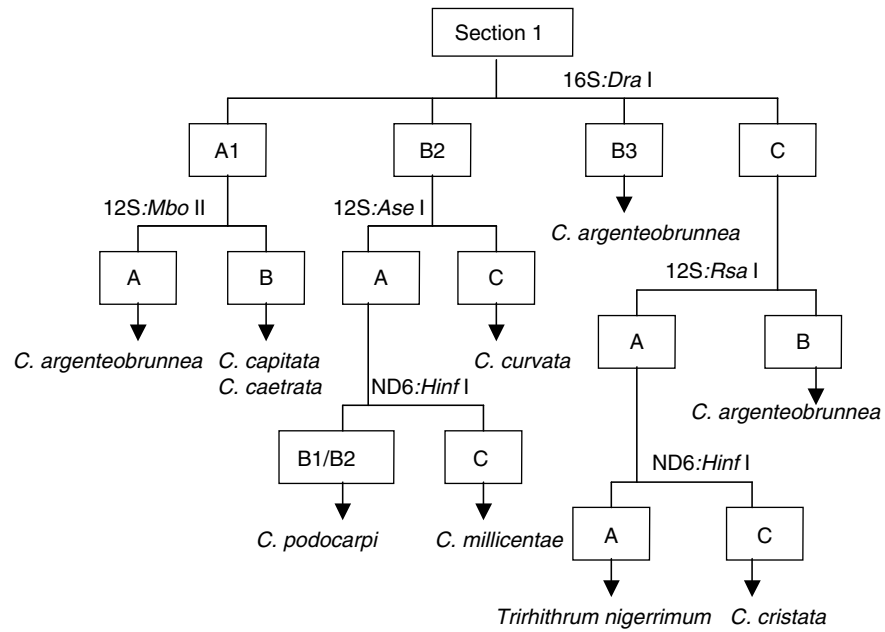 Section 1
16S:Dra I
A1
B2
B3
C
12S:Mbo II
12S:Ase I
C. argenteobrunnea
12S:Rsa I
A
B
A
C
A
B
C. argenteobrunnea
C. capitata
C. caetrata
C. curvata
C. argenteobrunnea
ND6:Hinf I
B1/B2
C
ND6:Hinf I
C. podocarpi
C. millicentae
A
C
Trirhithrum nigerrimum
C. cristata